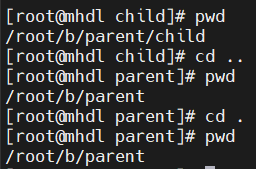 [root@mhdl child]# pwd
/root/b/parent/child
[root@mhdl child]# cd ..
[root@mhdl parent]# pwd
/root/b/parent
[root@mhdl parent]# cd .
[root@mhdl parent]# pwd
/root/b/parent